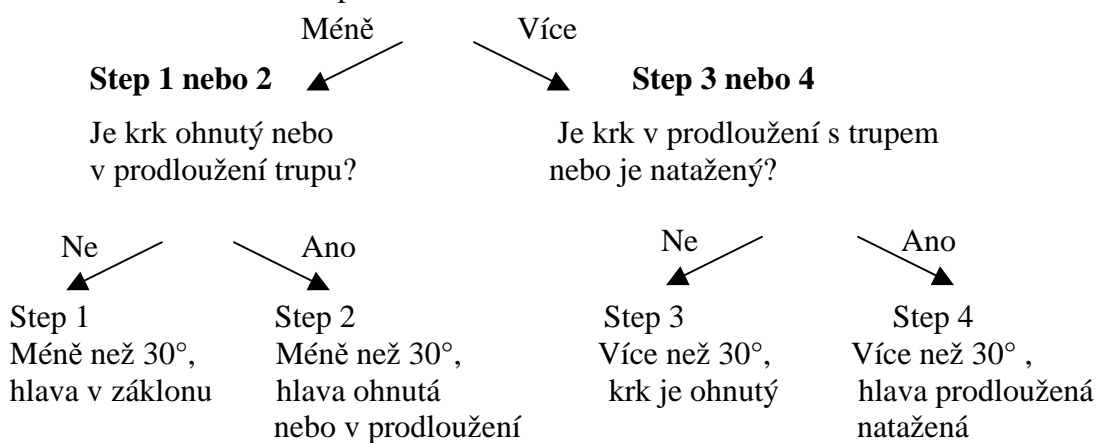 Méně Více
Step 1 nebo 2 Step 3 nebo 4
Je krk ohnutý nebo Je krk v prodloužení s trupem
v prodloužení trupu? nebo je natažený?
Ne Ano Ne Ano
Step 1 Step 2 Step 3 Step 4
Méně než 30°, Méně než 30°, Více než 30°, Více než 30° ,
hlava v záklonu hlava ohnutá krk je ohnutý hlava prodloužená
nebo v prodloužení natažená